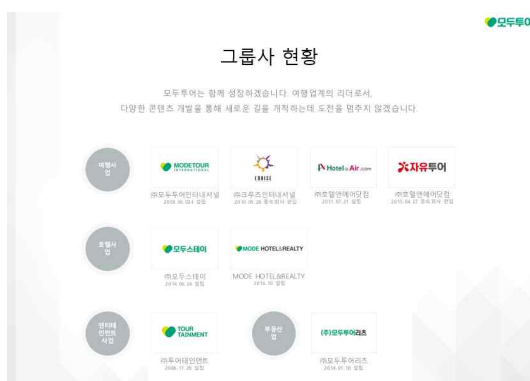 모두투어
그룹사 현황
모두투어는 함께 성장하겠습니다. 여행업계의 리더로서,
다양한 콘텐츠 개발을 통해 새로운 길을 개척하는데 도전을 멈추지 않겠습니다.
여행사
업
MODETOUR
INTERNATIONAL
CRUISE
Hotel & Air.com
자유투어
㈜모두투어인터내셔널
㈜크루즈인터내셔널
㈜호텔앤에어닷컴
㈜호텔앤에어닷컴
호텔사
업
모두스테이
MODE HOTEL&REALTY
㈜모두스테이
MODE HOTEL&REALTY
엔터테
인먼트
사업
TOUR
TAINMENT
부동산
업
(주)모두투어리츠
㈜투어테인먼트
㈜모두투어리츠